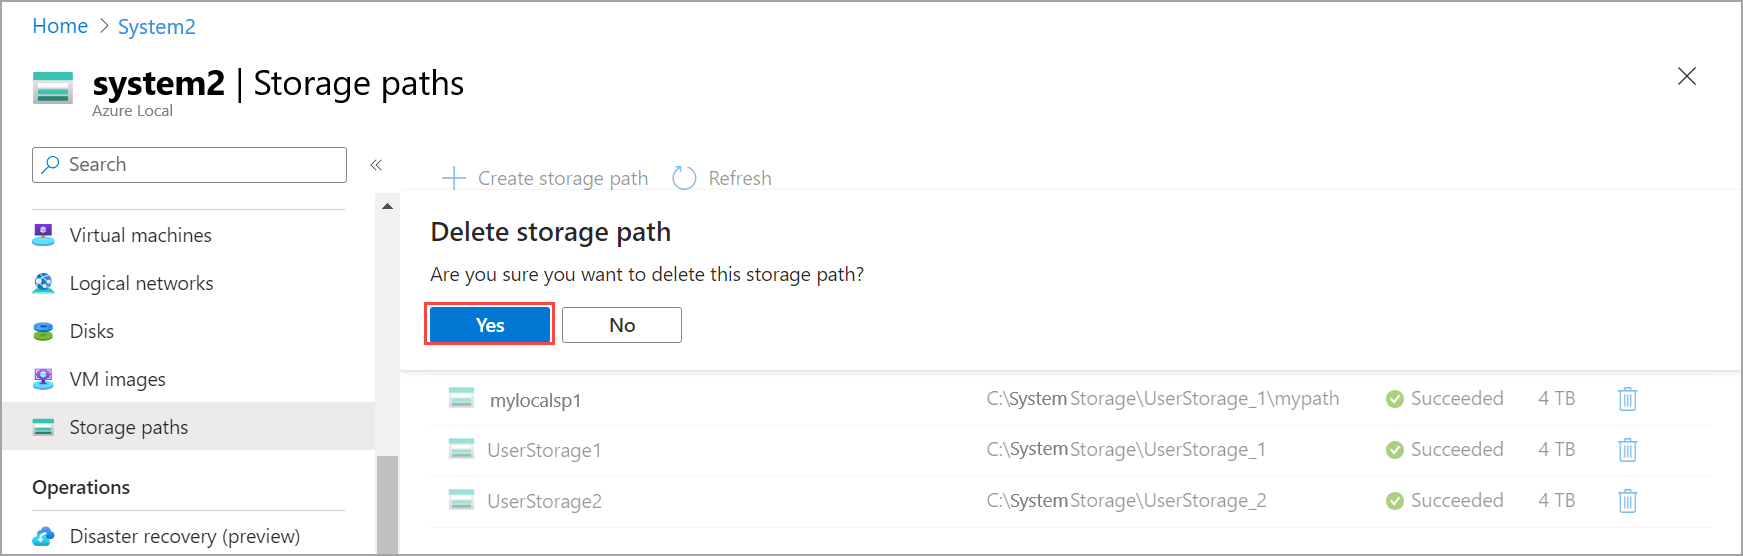 Home > System2
system2 | Storage paths
Azure Local
Search «
Create storage path Refresh
Virtual machines
Logical networks
Disks
VM images
Storage paths
Operations
Disaster recovery (preview)
Delete storage path
Are you sure you want to delete this storage path?
Yes No
mylocalsp1 C:\SystemStorage\UserStorage_1\mypath Succeeded 4 TB
UserStorage1 C:\SystemStorage\UserStorage_1 Succeeded 4 TB
UserStorage2 C:\SystemStorage\UserStorage_2 Succeeded 4 TB